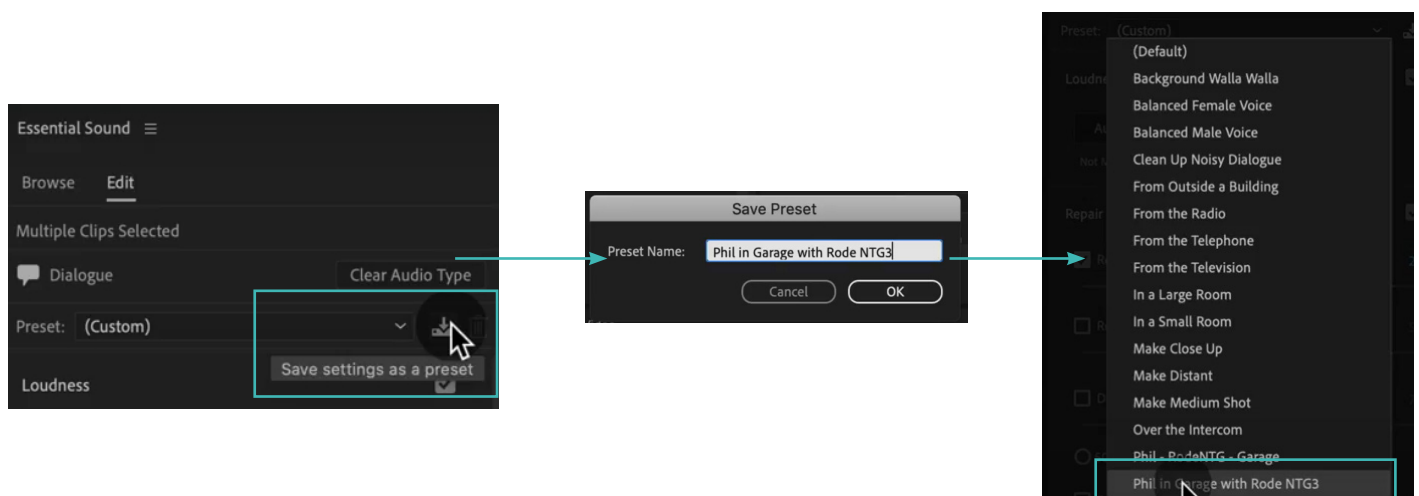 Essential Sound
Browse Edit
Multiple Clips Selected
Dialogue Clear Audio Type
Preset: (Custom)
Save settings as a preset
Loudness
Save Preset
Preset Name: Phil in Garage with Rode NTG3
Cancel OK
Preset: (Custom)
(Default)
Background Walla Walla
Balanced Female Voice
Balanced Male Voice
Clean Up Noisy Dialogue
From Outside a Building
From the Radio
Repair
From the Telephone
From the Television
In a Large Room
In a Small Room
Make Close Up
Make Distant
Make Medium Shot
Over the Intercom
Phil - RodeNTG - Garage
Phil in Garage with Rode NTG3